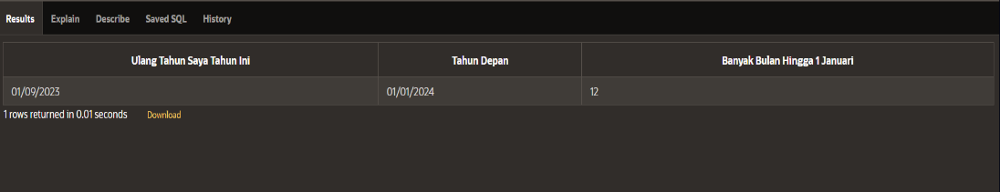 Results Explain Describe Saved SQL History
Ulang Tahun Saya Tahun Ini Tahun Depan Banyak Bulan Hingga 1 Januari
01/09/2023 01/01/2024 12
1 rows returned in 0.01 seconds Download